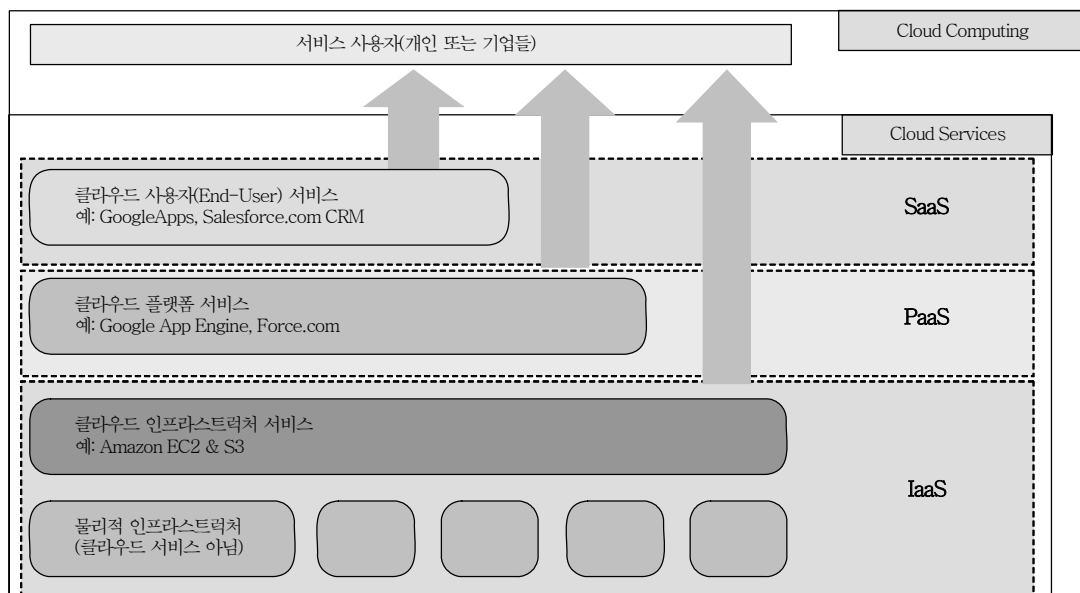 서비스 사용자(개인 또는 기업들)
Cloud Computing
Cloud Services
클라우드 사용자(End-User) 서비스
예: GoogleApps, Salesforce.com CRM
SaaS
클라우드 플랫폼 서비스
예: Google App Engine, Force.com
PaaS
클라우드 인프라스트럭처 서비스
예: Amazon EC2 & S3
IaaS
물리적 인프라스트럭처
(클라우드 서비스 아님)